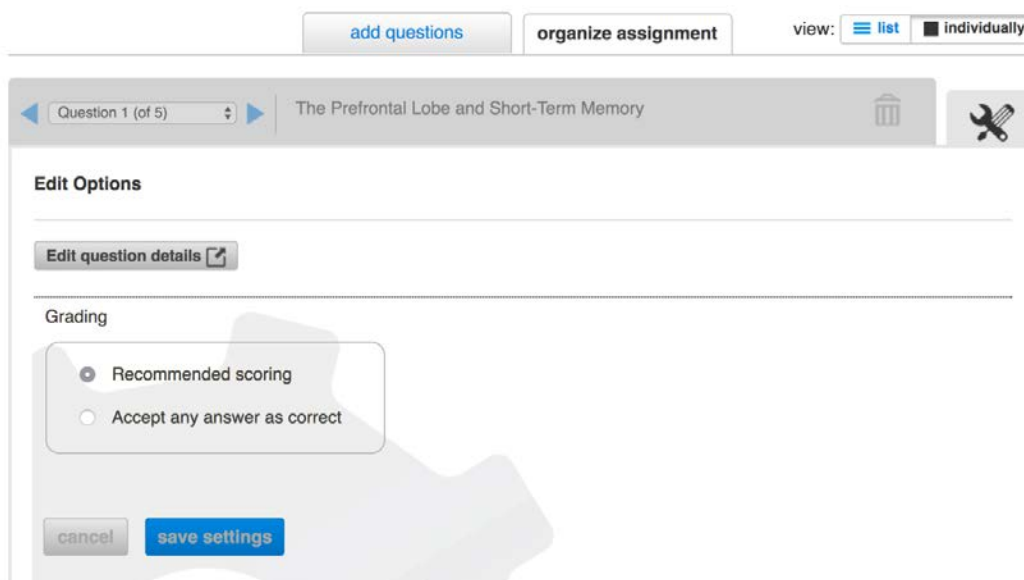 add questions
organize assignment
view:
list
individually
Question 1 (of 5)
The Prefrontal Lobe and Short-Term Memory
Edit Options
Edit question details
Grading
Recommended scoring
Accept any answer as correct
cancel
save settings